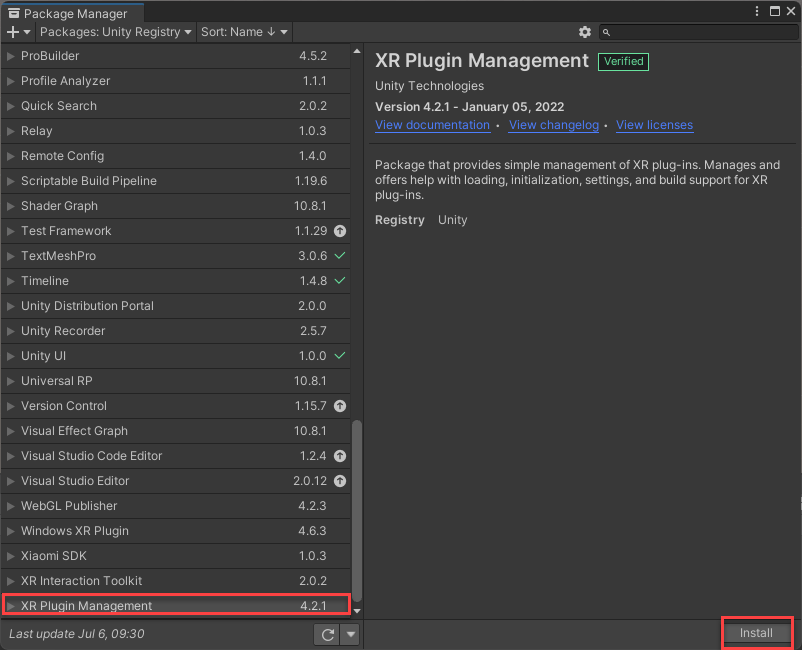 Package Manager
Packages: Unity Registry Sort: Name
ProBuilder 4.5.2
Profile Analyzer 1.1.1
Quick Search 2.0.2
Relay 1.0.3
Remote Config 1.4.0
Scriptable Build Pipeline 1.19.6
Shader Graph 10.8.1
Test Framework 1.1.29
TextMeshPro 3.0.6
Timeline 1.4.8
Unity Distribution Portal 2.0.0
Unity Recorder 2.5.7
Unity UI 1.0.0
Universal RP 10.8.1
Version Control 1.15.7
Visual Effect Graph 10.8.1
Visual Studio Code Editor 1.2.4
Visual Studio Editor 2.0.12
WebGL Publisher 4.2.3
Windows XR Plugin 4.6.3
Xiaomi SDK 1.0.3
XR Interaction Toolkit 2.0.2
XR Plugin Management 4.2.1
Last update Jul 6, 09:30
XR Plugin Management Verified
Unity Technologies
Version 4.2.1 - January 05, 2022
View documentation • View changelog • View licenses
Package that provides simple management of XR plug-ins. Manages and
offers help with loading, initialization, settings, and build support for XR
plug-ins.
Registry Unity
Install